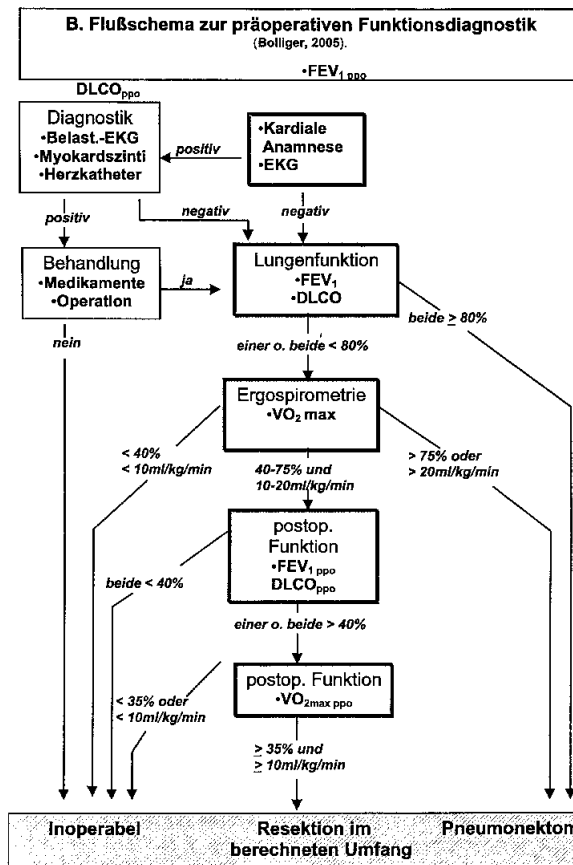 B. Flußschema zur präoperativen Funktionsdiagnostik
(Bolliger, 2005).
•FEV1 ppo
DLCOppo
Diagnostik
•Belast.-EKG
•Myokardszinti
•Herzkatheter
positiv
•Kardiale
Anamnese
•EKG
positiv
negativ
negativ
Behandlung
•Medikamente
•Operation
ja
Lungenfunktion
•FEV1
•DLCO
nein
beide ≥ 80%
einer o. beide < 80%
Ergospirometrie
•VO2 max
< 40%
< 10ml/kg/min
40-75% und
10-20ml/kg/min
> 75% oder
> 20ml/kg/min
postop.
Funktion
•FEV1 ppo
DLCOppo
beide < 40%
einer o. beide > 40%
postop. Funktion
•VO2max ppo
< 35% oder
< 10ml/kg/min
≥ 35% und
≥ 10ml/kg/min
Inoperabel
Resektion im
berechneten Umfang
Pneumonektom